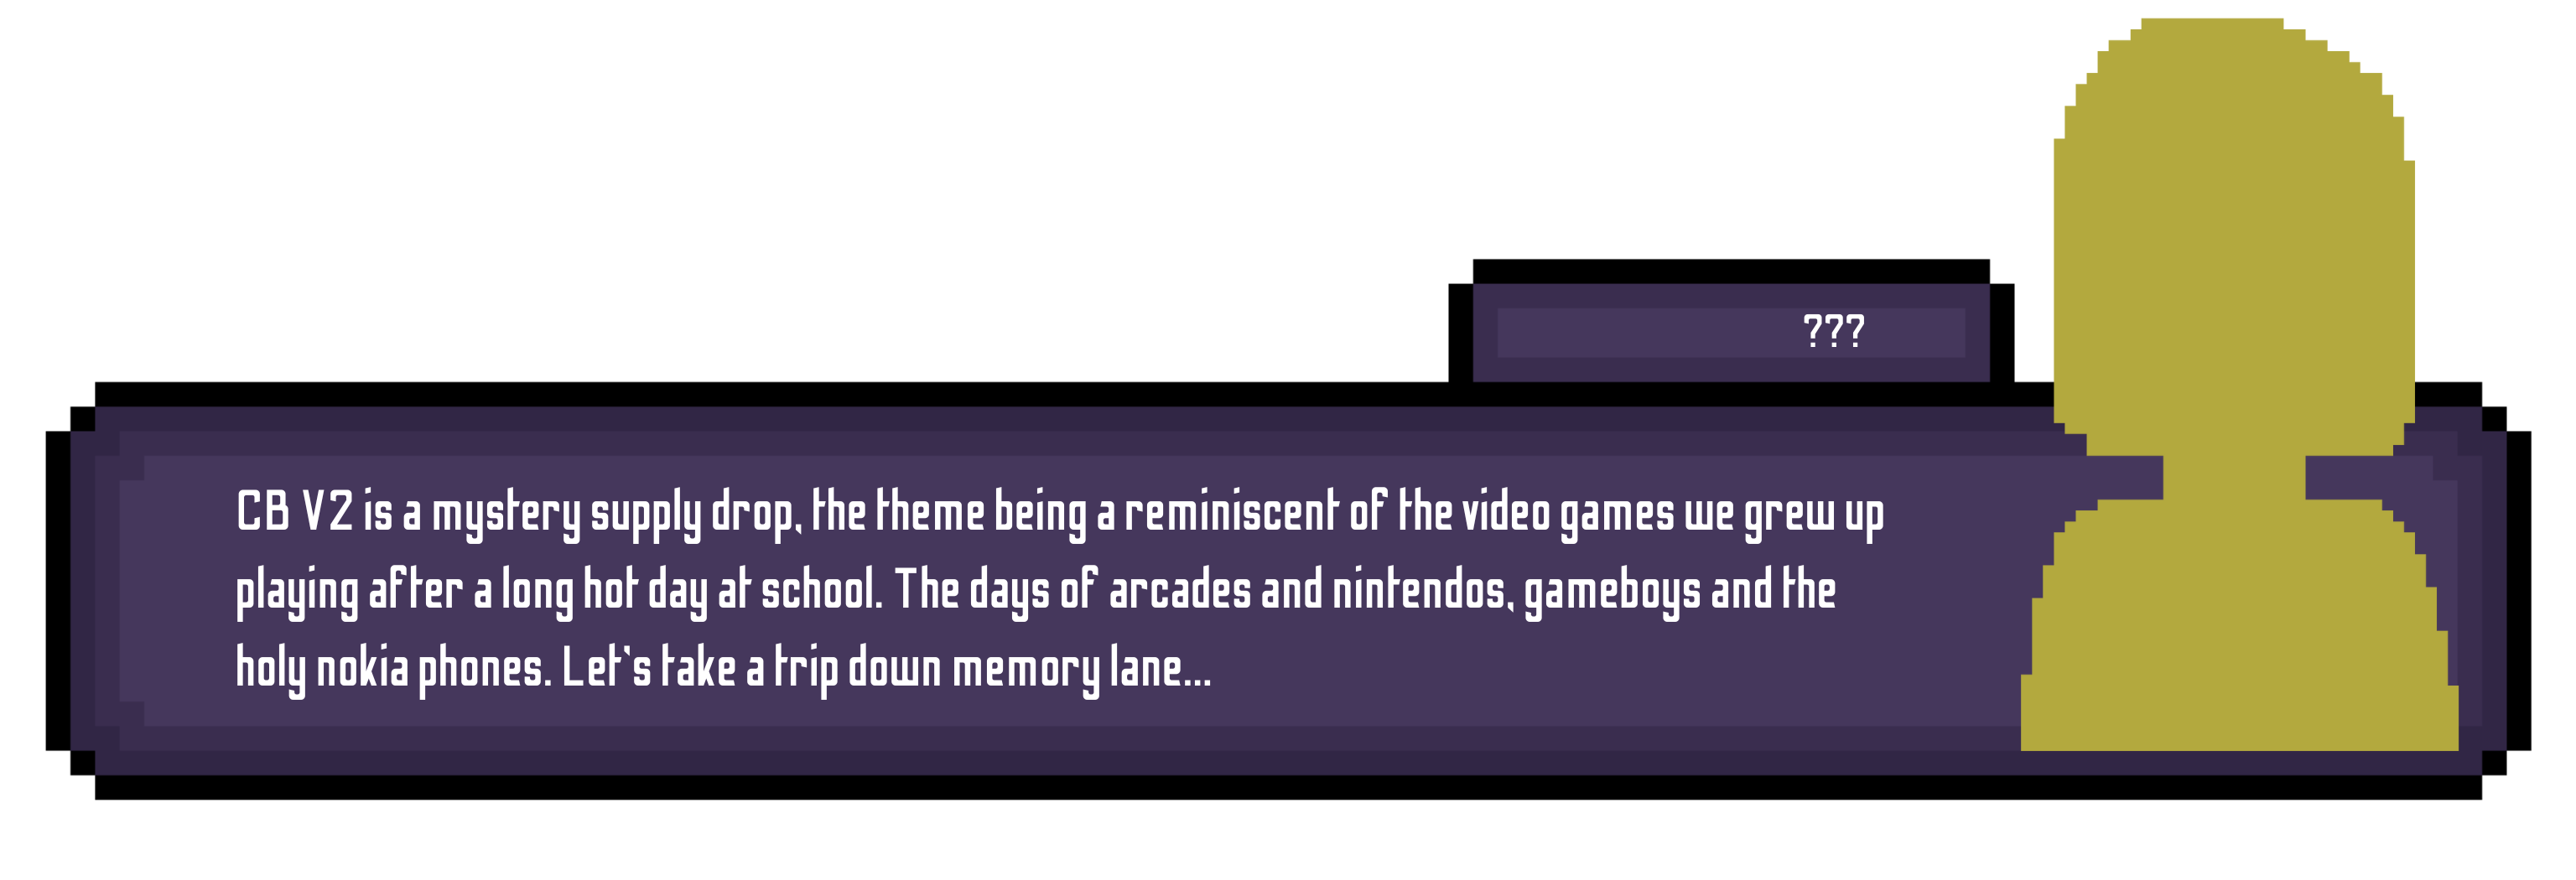 ???
CB V2 is a mystery supply drop, the theme being a reminiscent of the video games we grew up
playing after a long hot day at school. The days of arcades and nintendos, gameboys and the
holy nokia phones. Let's take a trip down memory lane...